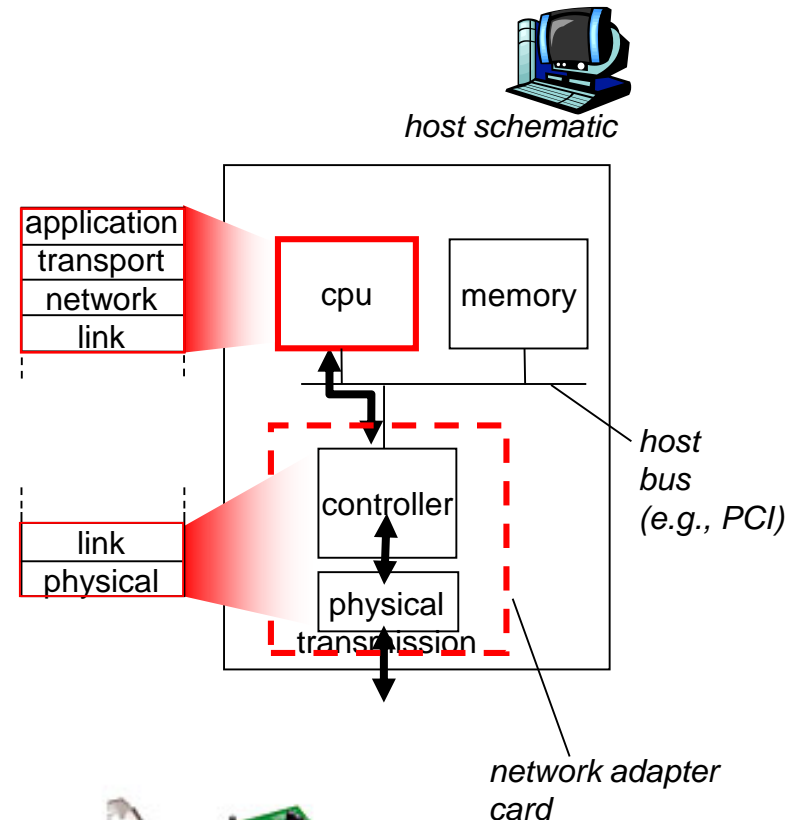 host schematic
application
transport
network
link
cpu
memory
host
bus
(e.g., PCI)
controller
link
physical
physical
transmission
network adapter
card